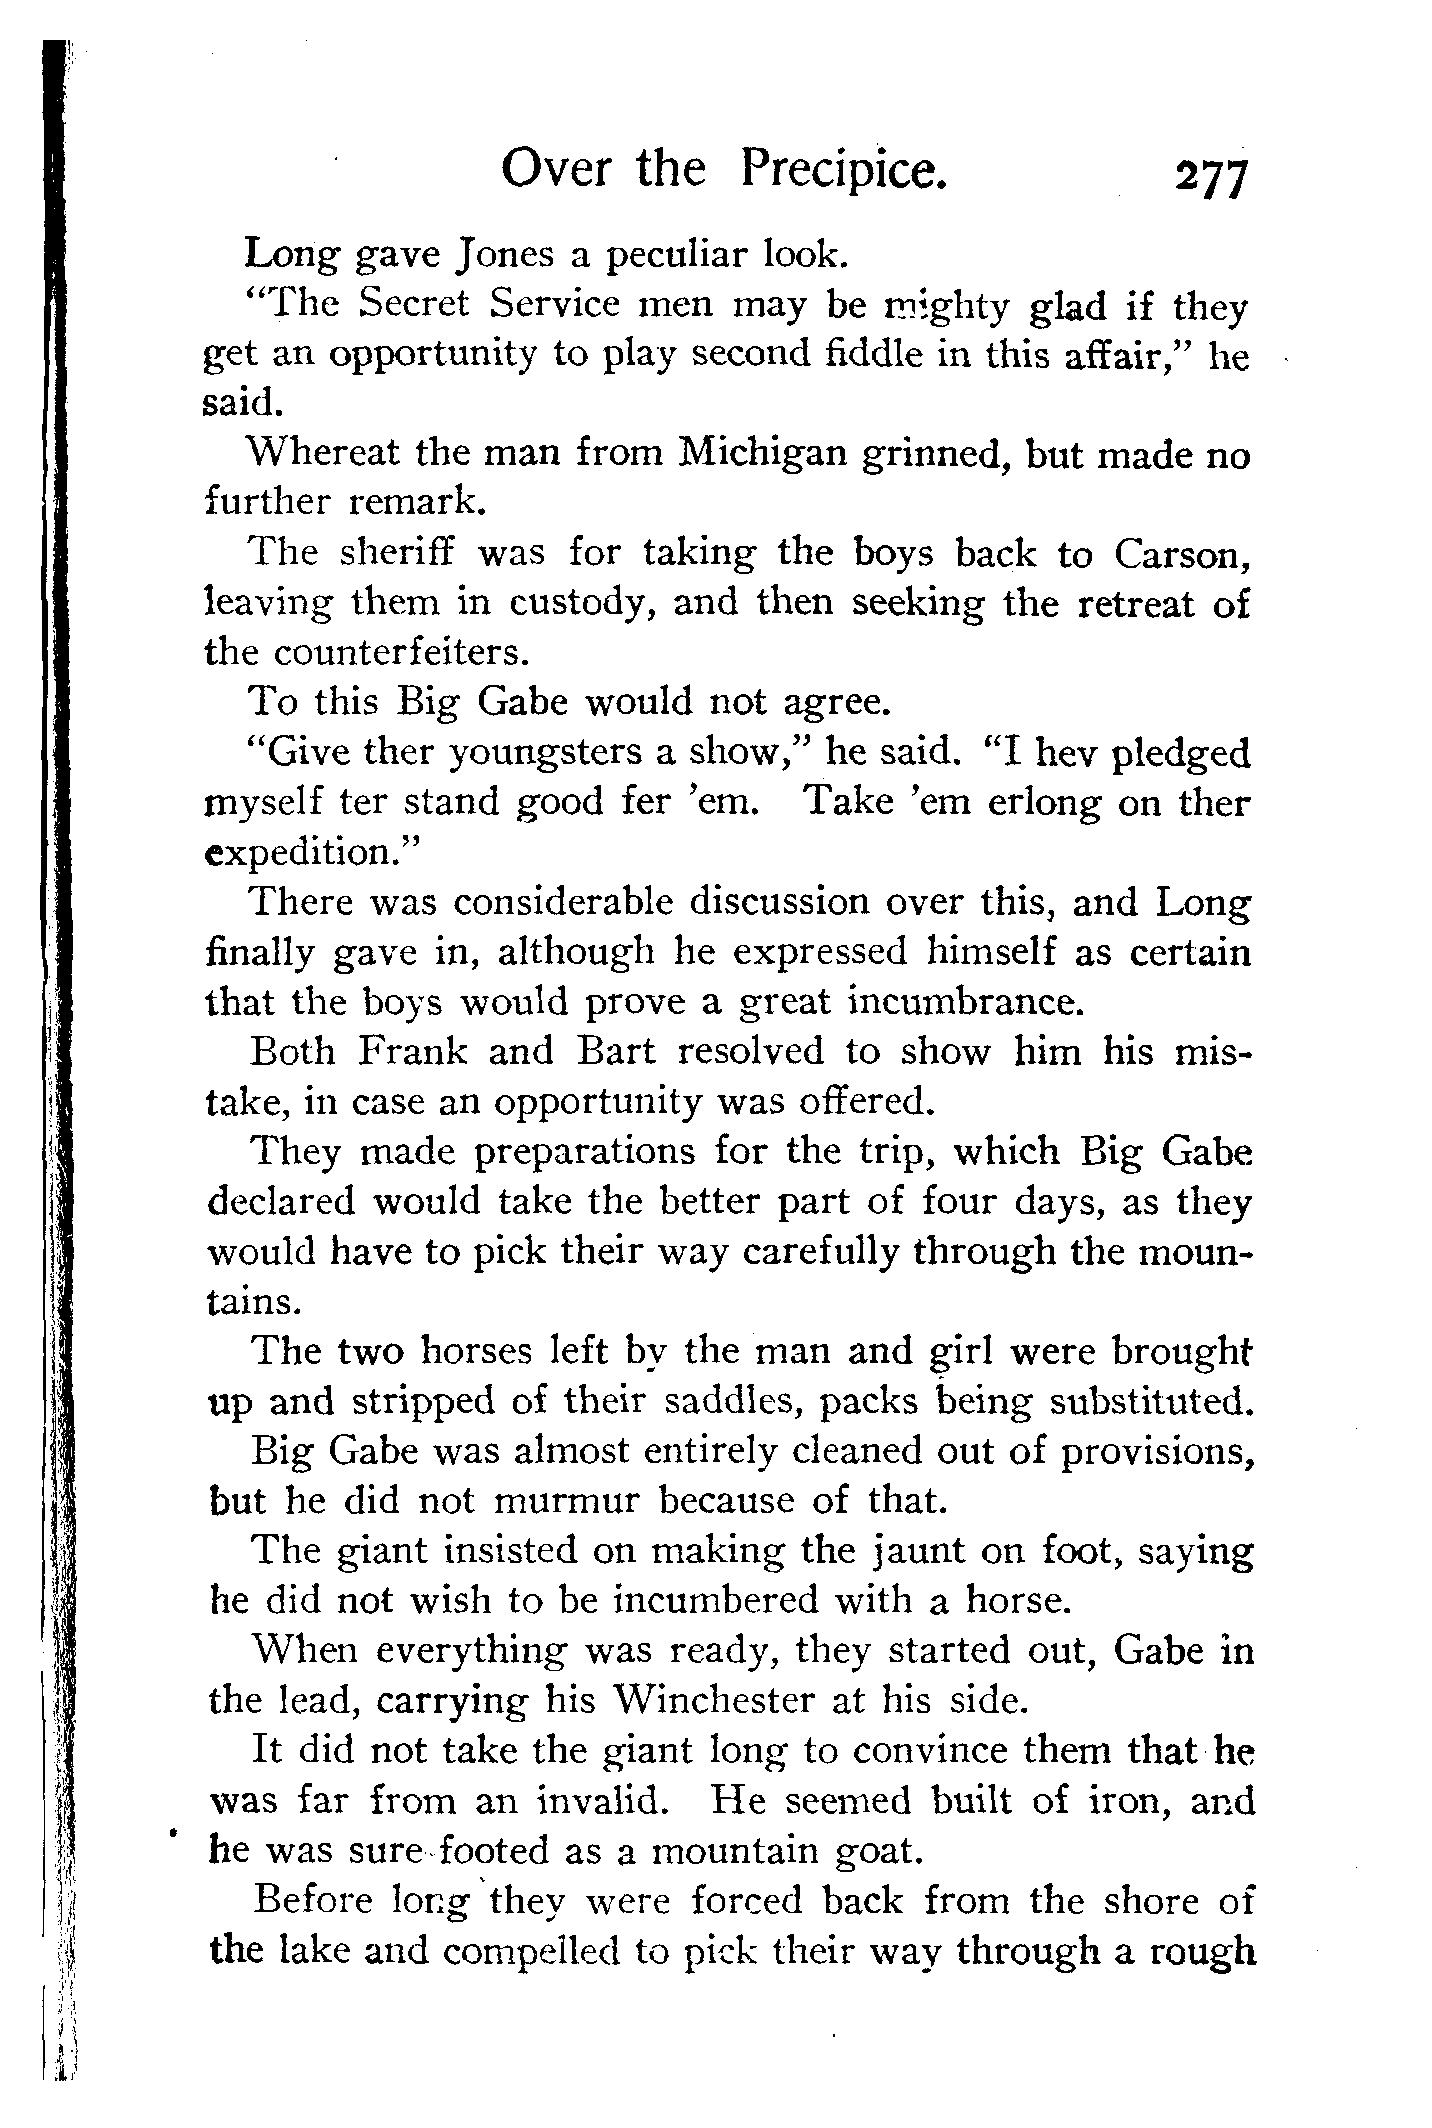 Over the Precipice. 277
Long gave Jones a peculiar look.
“The Secret Service men may be mighty glad if they
get an opportunity to play second fiddle in this affair,” he
said.
Whereat the man from Michigan grinned, but made no
further remark.
The sheriff was for taking the boys back to Carson,
leaving them in custody, and then seeking the retreat of
the counterfeiters.
To this Big Gabe would not agree.
“Give ther youngsters a show,” he said. “I hev pledged
myself ter stand good fer ’em. Take ’em erlong on ther
expedition.”
There was considerable discussion over this, and Long
finally gave in, although he expressed himself as certain
that the boys would prove a great incumbrance.
Both Frank and Bart resolved to show him his mis-
take, in case an opportunity was offered.
They made preparations for the trip, which Big Gabe
declared would take the better part of four days, as they
would have to pick their way carefully through the moun-
tains.
The two horses left by the man and girl were brought
up and stripped of their saddles, packs being substituted.
Big Gabe was almost entirely cleaned out of provisions,
but he did not murmur because of that.
The giant insisted on making the jaunt on foot, saying
he did not wish to be incumbered with a horse.
When everything was ready, they started out, Gabe in
the lead, carrying his Winchester at his side.
It did not take the giant long to convince them that he
was far from an invalid. He seemed built of iron, and
he was sure-footed as a mountain goat.
Before long they were forced back from the shore of
the lake and compelled to pick their way through a rough